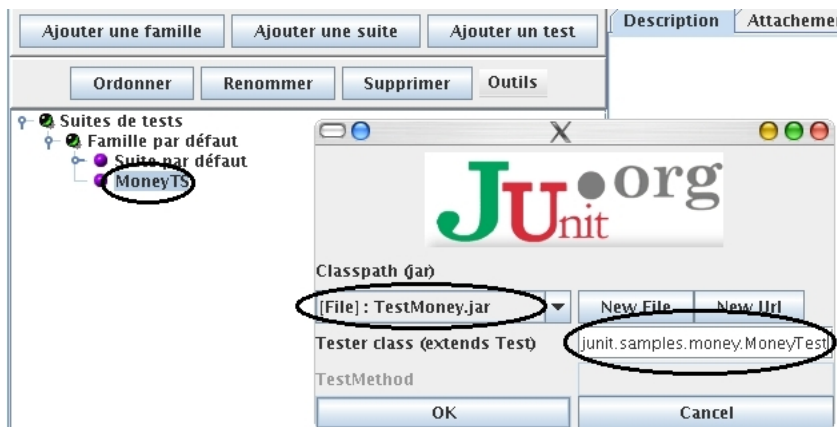 Ajouter une famille Ajouter une suite Ajouter un test
Description Attacheme
Ordonner Renommer Supprimer Outils
Suites de tests
Famille par défaut
Suite par défaut
MoneyTS
X
JUnit.org
Classpath (jar)
[File] : TestMoney.jar New File New Url
Tester class (extends Test) junit.samples.money.MoneyTest
TestMethod
OK Cancel